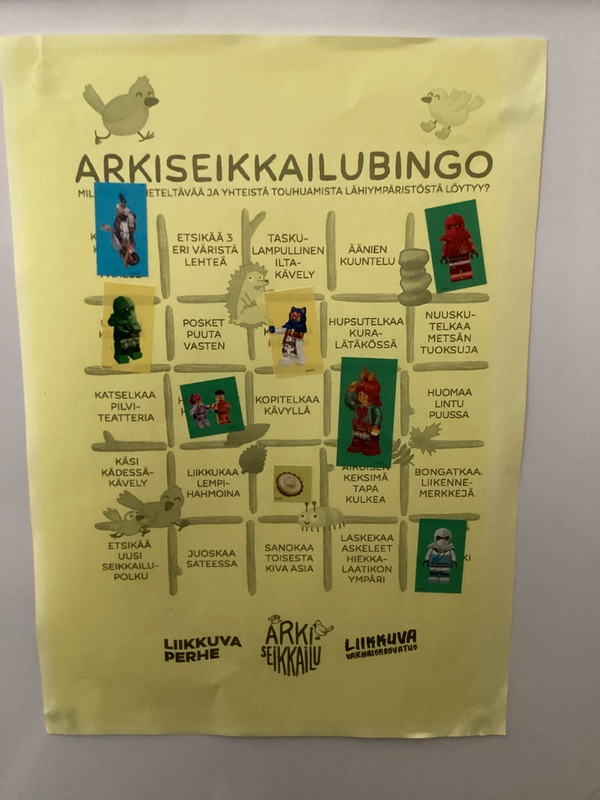 ARKISEIKKAILUBINGO
IHMETELTÄVÄÄ JA YHTEISTÄ TOUHUAMISTA LÄHIYMPÄRISTÖSTÄ LÖYTYY?
ETSIKÄÄ 3
ERI VÄRISTÄ
LEHTEÄ
TASKU-
LAMPULLINEN
ILTA-
KÄVELY
ÄÄNIEN
KUUNTELU
POSKET
PUUTA
VASTEN
HUPSUTELKAA
KURA-
LÄTÄKÖSSÄ
NUUSKU-
TELKAA
METSÄN
TUOKSUJA
KATSELKAA
PILVI-
TEATTERIA
KOPITELKAA
KÄVYLLÄ
HUOMAA
LINTU
PUUSSA
KÄSI
KÄDESSÄ-
KÄVELY
LIIKKUKAA
LEMPI-
HAHMOINA
AIKUISEN
KEKSIMÄ
TAPA
KULKEA
BONGATKAA
LIIKENNE-
MERKKEJÄ
ETSIKÄÄ
UUSI
SEIKKAILU-
POLKU
JUOSKAA
SATEESSA
SANOKAA
TOISESTA
KIVA ASIA
LASKEKAA
ASKELEET
HIEKKA-
LAATIKON
YMPÄRI
LIIKKUVA
PERHE
ARKI-
SEIKKAILU
LIIKKUVA
VARHAISKASVATUS